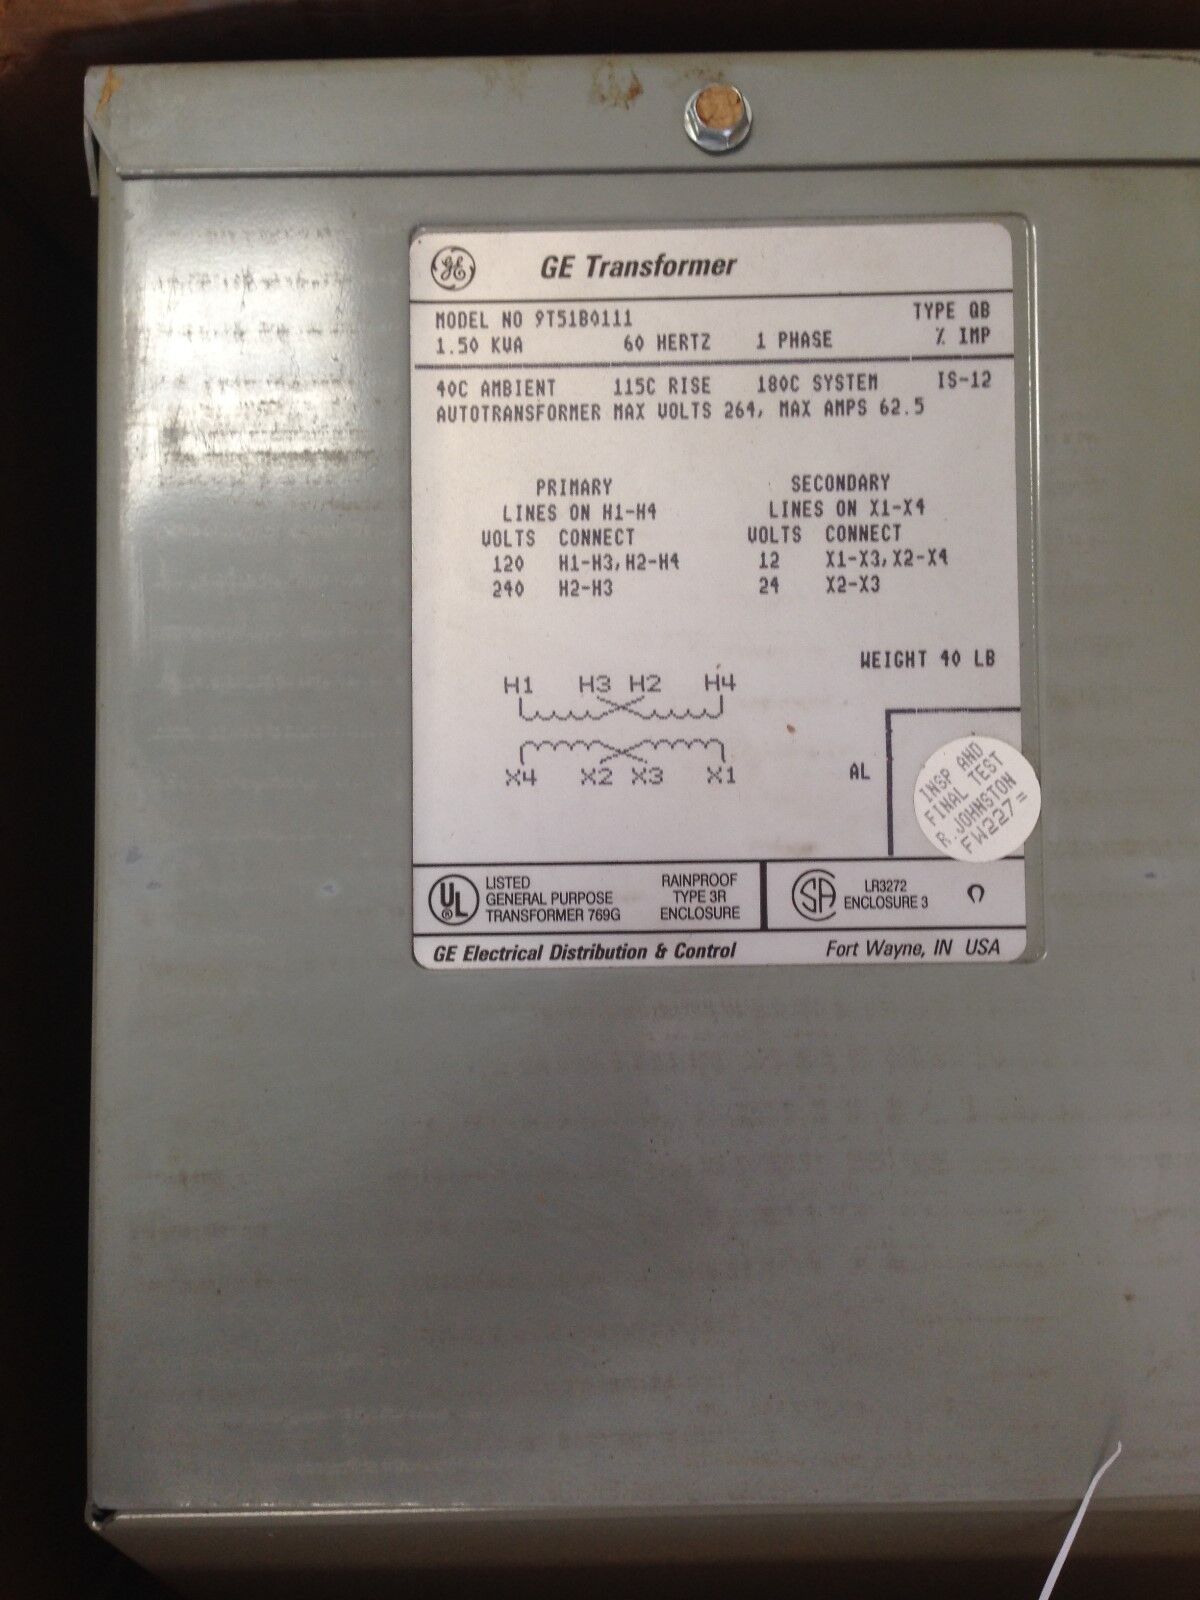 GE GE Transformer
MODEL NO 9T51B0111 TYPE QB
1.50 KVA 60 HERTZ 1 PHASE % IMP
40C AMBIENT 115C RISE 180C SYSTEM IS-12
AUTOTRANSFORMER MAX VOLTS 264, MAX AMPS 62.5
PRIMARY SECONDARY
LINES ON H1-H4 LINES ON X1-X4
VOLTS CONNECT VOLTS CONNECT
120 H1-H3,H2-H4 12 X1-X3,X2-X4
240 H2-H3 24 X2-X3
WEIGHT 40 LB
H1 H3 H2 H4
X4 X2 X3 X1
AL
INSP AND
FINAL TEST
R.JOHNSTON
FW227=
UL ® LISTED
GENERAL PURPOSE
TRANSFORMER 769G
RAINPROOF
TYPE 3R
ENCLOSURE
SA LR3272
ENCLOSURE 3
GE Electrical Distribution & Control Fort Wayne, IN USA